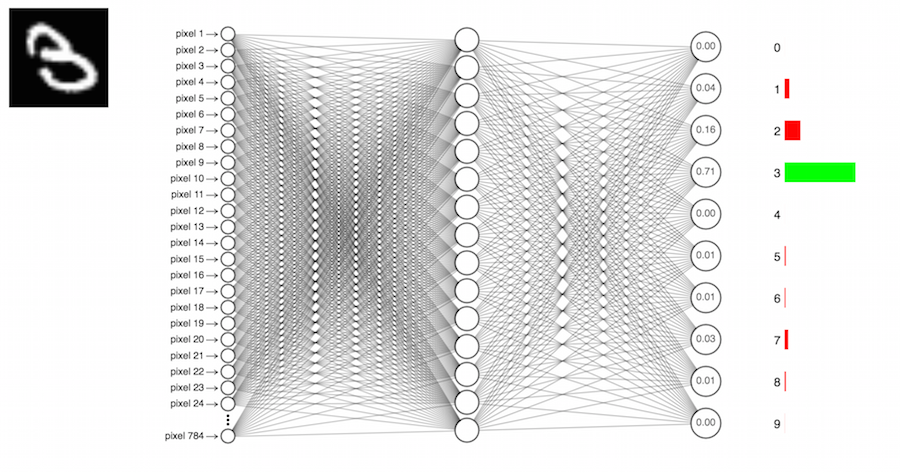 3
pixel 1
pixel 2
pixel 3
pixel 4
pixel 5
pixel 6
pixel 7
pixel 8
pixel 9
pixel 10
pixel 11
pixel 12
pixel 13
pixel 14
pixel 15
pixel 16
pixel 17
pixel 18
pixel 19
pixel 20
pixel 21
pixel 22
pixel 23
pixel 24
pixel 784
0.00 0
0.04 1
0.16 2
0.71 3
0.00 4
0.01 5
0.01 6
0.03 7
0.01 8
0.00 9